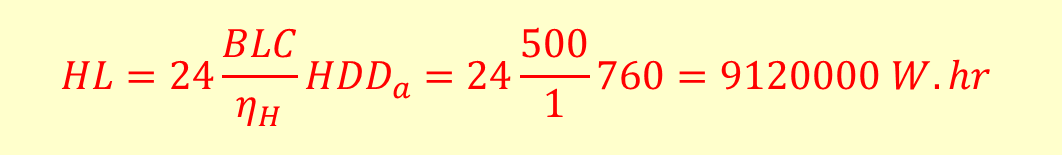 HL = 24 BLC/η_H HDD_a = 24 500/1 760 = 9120000 W.hr